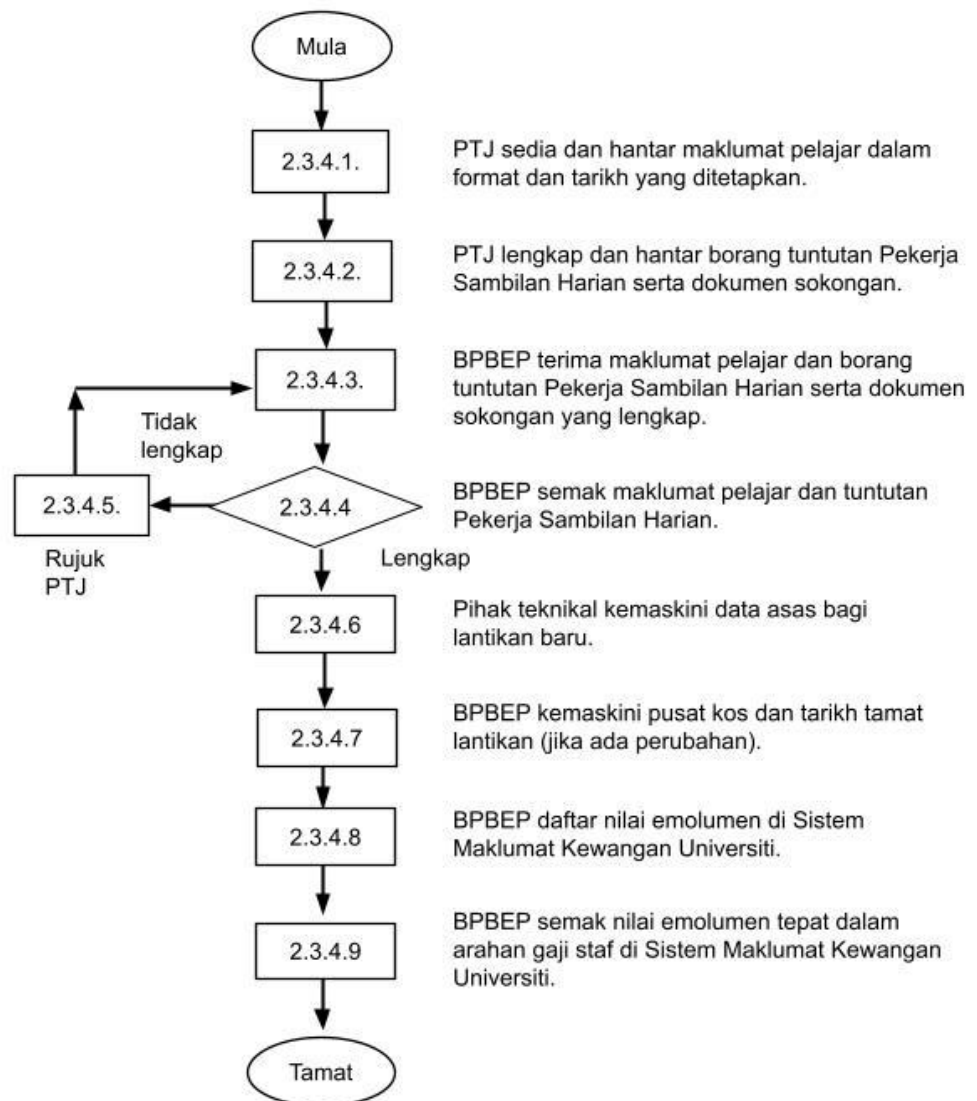 Mula
2.3.4.1.
PTJ sedia dan hantar maklumat pelajar dalam
format dan tarikh yang ditetapkan.
2.3.4.2.
PTJ lengkap dan hantar borang tuntutan Pekerja
Sambilan Harian serta dokumen sokongan.
2.3.4.3.
BPBEP terima maklumat pelajar dan borang
tuntutan Pekerja Sambilan Harian serta dokumen
sokongan yang lengkap.
Tidak
lengkap
2.3.4.5.
Rujuk
PTJ
2.3.4.4
BPBEP semak maklumat pelajar dan tuntutan
Pekerja Sambilan Harian.
Lengkap
2.3.4.6
Pihak teknikal kemaskini data asas bagi
lantikan baru.
2.3.4.7
BPBEP kemaskini pusat kos dan tarikh tamat
lantikan (jika ada perubahan).
2.3.4.8
BPBEP daftar nilai emolumen di Sistem
Maklumat Kewangan Universiti.
2.3.4.9
BPBEP semak nilai emolumen tepat dalam
arahan gaji staf di Sistem Maklumat Kewangan
Universiti.
Tamat